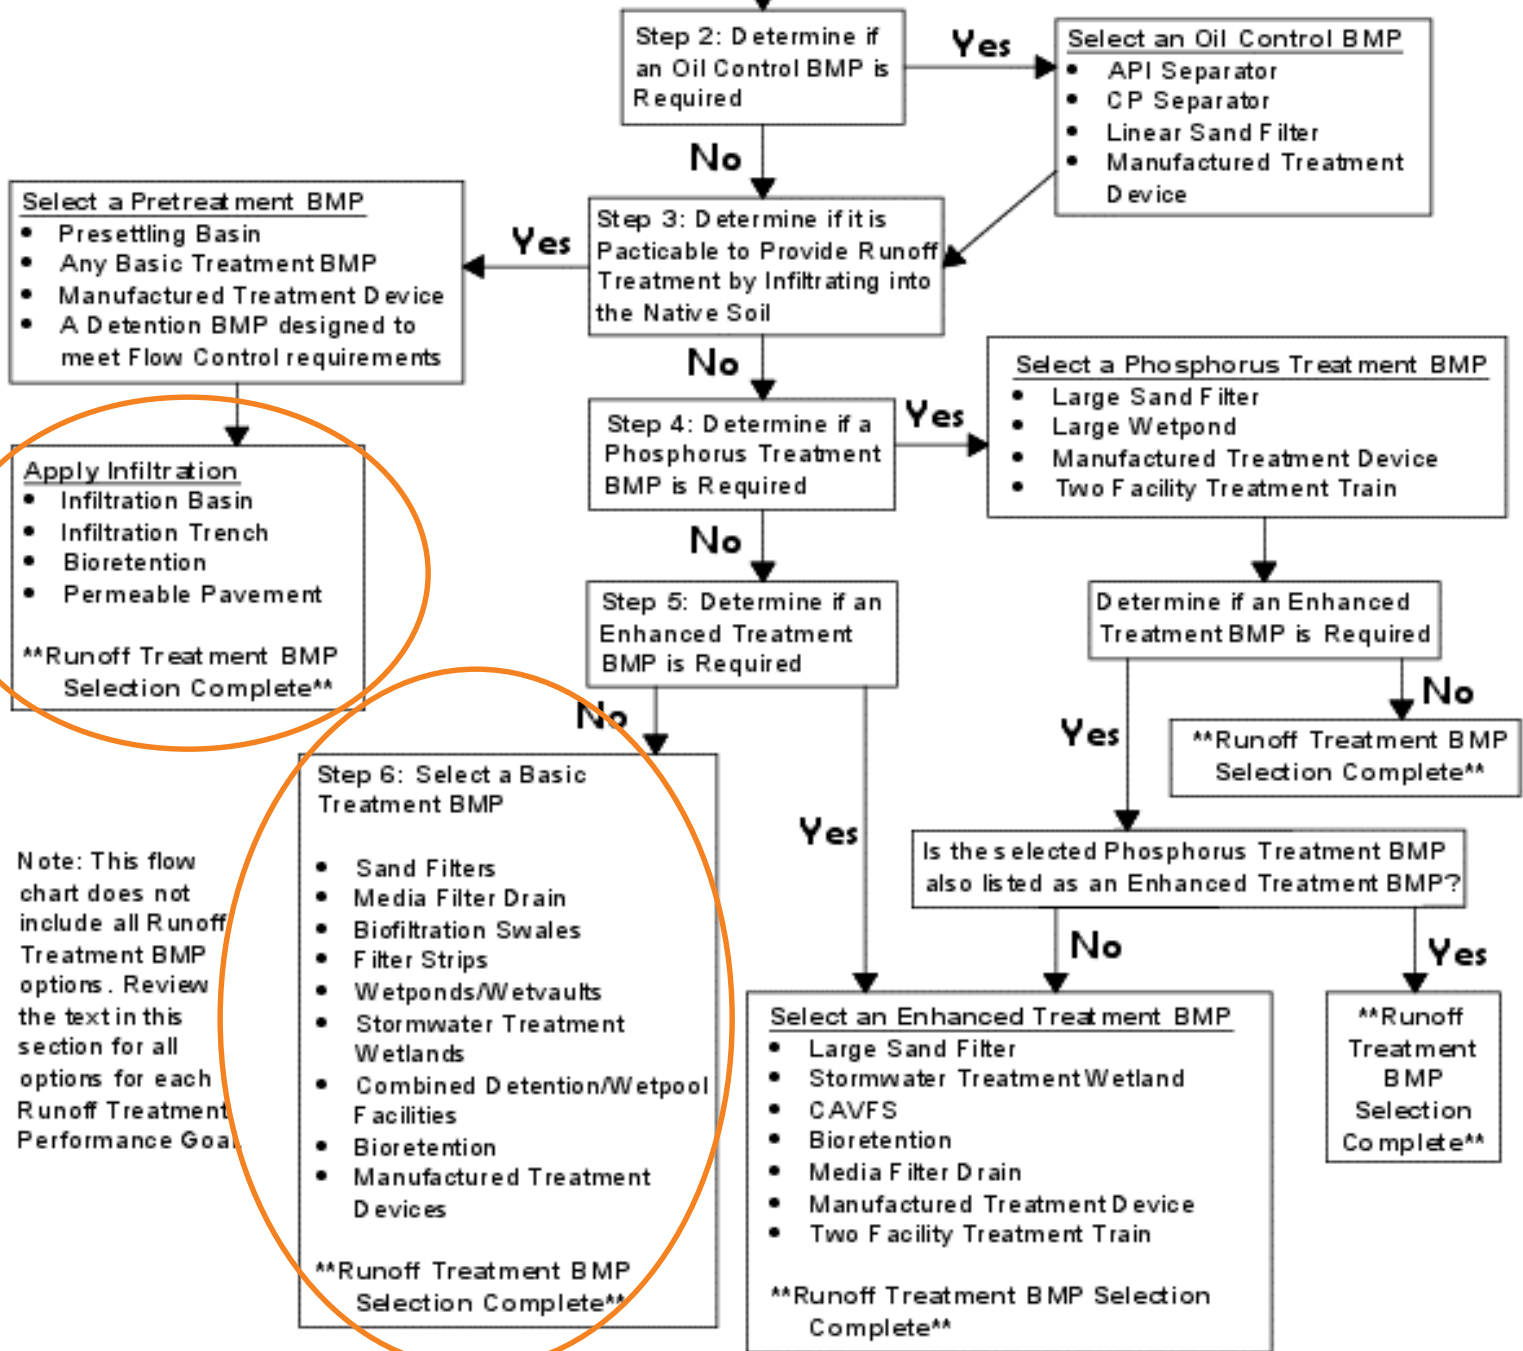 Step 2: Determine if
an Oil Control BMP is
Required
Yes
Select an Oil Control BMP
• API Separator
• CP Separator
• Linear Sand Filter
• Manufactured Treatment
Device
No
Select a Pretreatment BMP
• Presettling Basin
• Any Basic Treatment BMP
• Manufactured Treatment Device
• A Detention BMP designed to
meet Flow Control requirements
Yes
Step 3: Determine if it is
Pacticable to Provide Runoff
Treatment by Infiltrating into
the Native Soil
No
Apply Infiltration
• Infiltration Basin
• Infiltration Trench
• Bioretention
• Permeable Pavement
**Runoff Treatment BMP
Selection Complete**
Step 4: Determine if a
Phosphorus Treatment
BMP is Required
Yes
Select a Phosphorus Treatment BMP
• Large Sand Filter
• Large Wetpond
• Manufactured Treatment Device
• Two Facility Treatment Train
No
Step 5: Determine if an
Enhanced Treatment
BMP is Required
Determine if an Enhanced
Treatment BMP is Required
No
Yes
No
**Runoff Treatment BMP
Selection Complete**
Step 6: Select a Basic
Treatment BMP
• Sand Filters
• Media Filter Drain
• Biofiltration Swales
• Filter Strips
• Wetponds/Wetvaults
• Stormwater Treatment
Wetlands
• Combined Detention/Wetpool
Facilities
• Bioretention
• Manufactured Treatment
Devices
**Runoff Treatment BMP
Selection Complete**
Yes
Is the selected Phosphorus Treatment BMP
also listed as an Enhanced Treatment BMP?
No
Yes
Note: This flow
chart does not
include all Runoff
Treatment BMP
options. Review
the text in this
section for all
options for each
Runoff Treatment
Performance Goal.
Select an Enhanced Treatment BMP
• Large Sand Filter
• Stormwater Treatment Wetland
• CAVFS
• Bioretention
• Media Filter Drain
• Manufactured Treatment Device
• Two Facility Treatment Train
**Runoff Treatment BMP Selection
Complete**
**Runoff
Treatment
BMP
Selection
Complete**